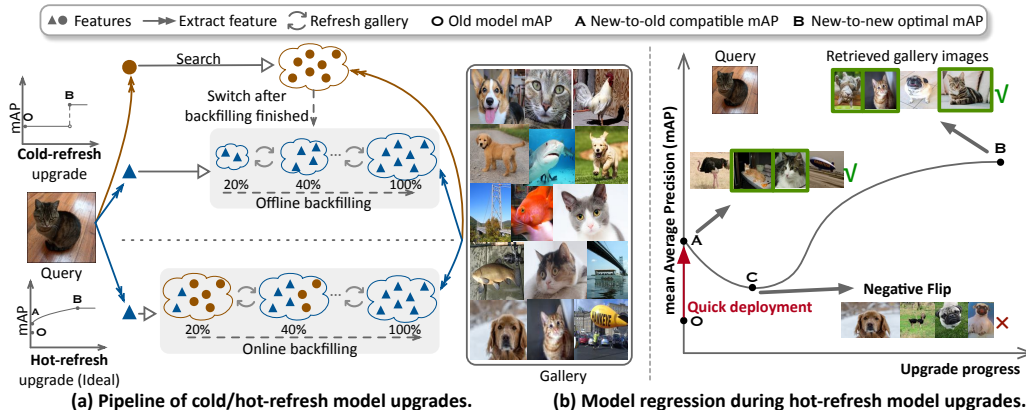 Features
Extract feature
Refresh gallery
O Old model mAP
A New-to-old compatible mAP
B New-to-new optimal mAP
Search
Switch after
backfilling finished
mAP
O
B
Cold-refresh
upgrade
20%
40%
...
100%
Offline backfilling
Query
mAP
A
O
B
Hot-refresh
upgrade (Ideal)
20%
40%
...
100%
Online backfilling
Gallery
(a) Pipeline of cold/hot-refresh model upgrades.
mean Average Precision (mAP)
Query
Retrieved gallery images
√
B
√
A
C
Negative Flip
Quick deployment
O
×
Upgrade progress
(b) Model regression during hot-refresh model upgrades.